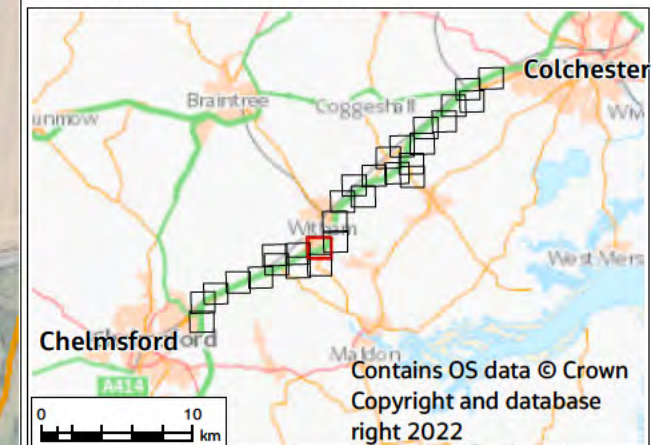 Colchester
Braintree
Coggeshall
unmow
Wiv
Witham
West Mers
Chelmsford
Maldon
A414
Contains OS data © Crown
Copyright and database
right 2022
0 10
km